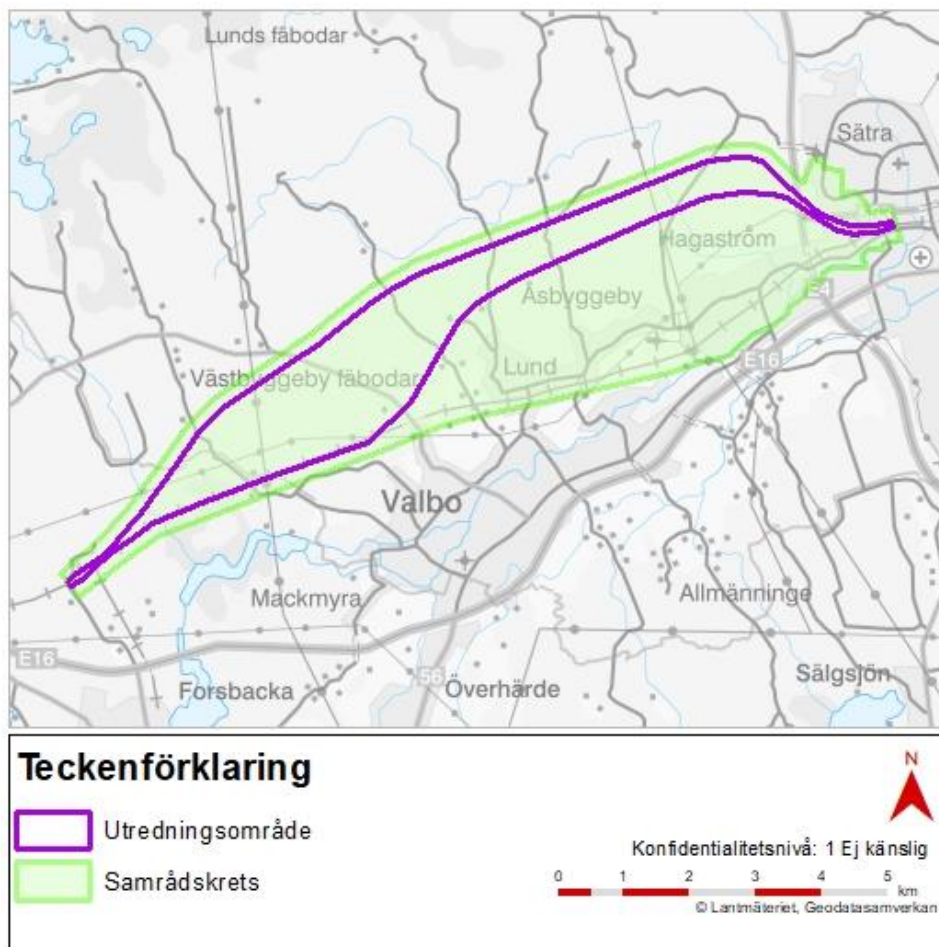 Lunds fäbodar
Sätra
Hagaström
Åsbyggeby
E4
E16
Lund
Västbyggeby fäbodar
Valbo
Mackmyra
Allmänninge
E16
Forsbacka
56
Överhärde
Sälgsjön
Teckenförklaring
N
Utredningsområde
Konfidentialitetsnivå: 1 Ej känslig
Samrådskrets
0 1 2 3 4 5
km
© Lantmäteriet, Geodatasamverkan